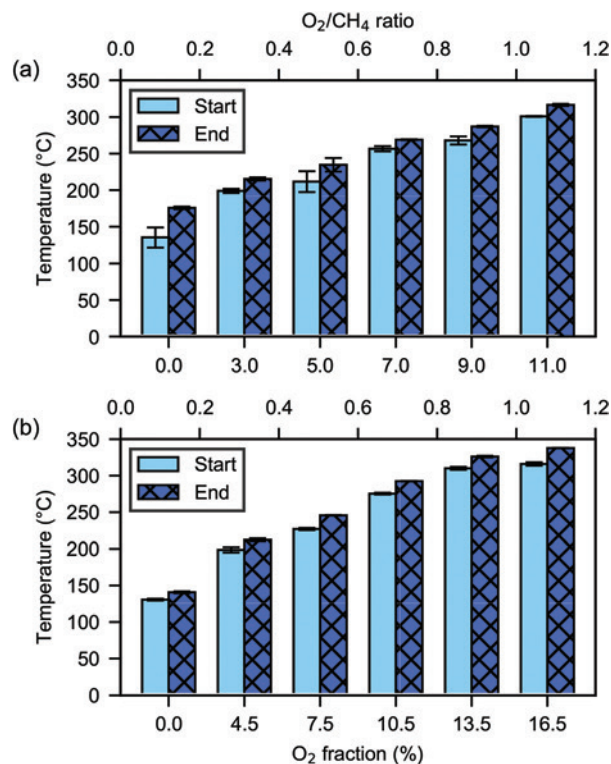 O₂/CH₄ ratio
0.0 0.2 0.4 0.6 0.8 1.0 1.2
(a)
350
300
250
200
150
100
50
0
Temperature (°C)
Start
End
0.0 3.0 5.0 7.0 9.0 11.0
0.0 0.2 0.4 0.6 0.8 1.0 1.2
(b)
350
300
250
200
150
100
50
0
Temperature (°C)
Start
End
0.0 4.5 7.5 10.5 13.5 16.5
O₂ fraction (%)